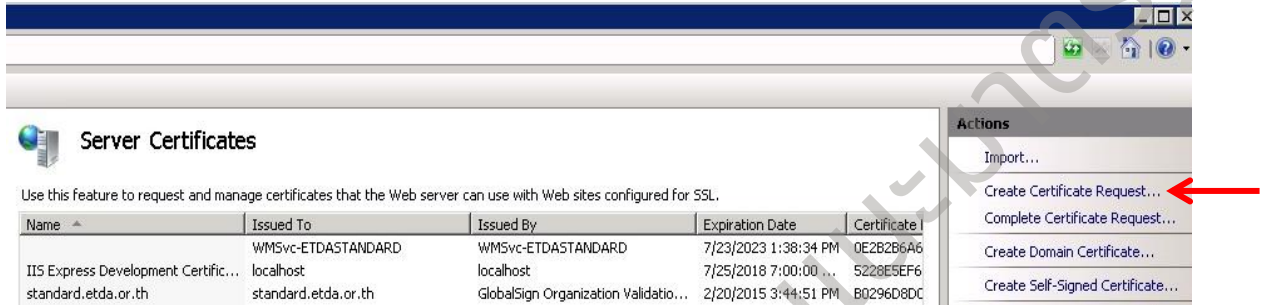 Server Certificates
Actions
Import...
Use this feature to request and manage certificates that the Web server can use with Web sites configured for SSL.
Create Certificate Request...
Complete Certificate Request...
Create Domain Certificate...
Create Self-Signed Certificate...
Name Issued To Issued By Expiration Date Certificate
WMSvc-ETDASTANDARD WMSvc-ETDASTANDARD 7/23/2023 1:38:34 PM 0E2B2B6A6
IIS Express Development Certific... localhost localhost 7/25/2018 7:00:00 ... 5228E5EF6
standard.etda.or.th standard.etda.or.th GlobalSign Organization Validatio... 2/20/2015 3:44:51 PM B0296D8DC